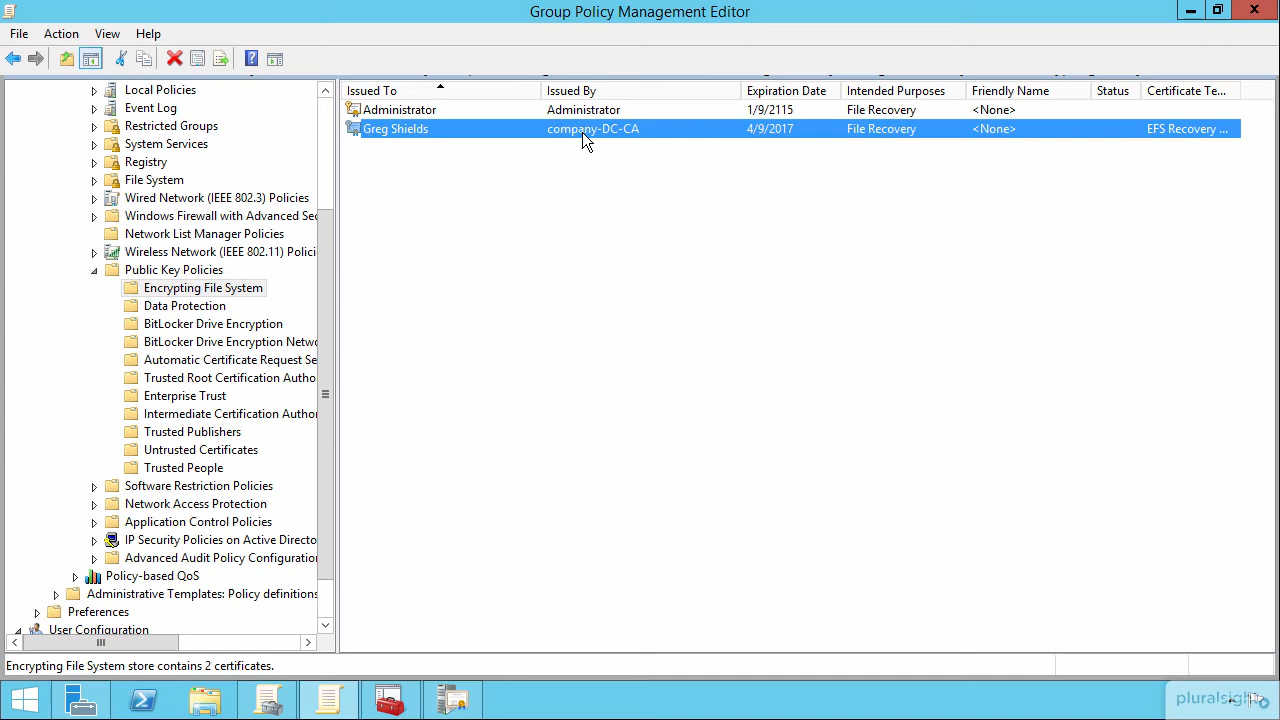 Group Policy Management Editor
File Action View Help
Local Policies
Event Log
Restricted Groups
System Services
Registry
File System
Wired Network (IEEE 802.3) Policies
Windows Firewall with Advanced Sec
Network List Manager Policies
Wireless Network (IEEE 802.11) Polici
Public Key Policies
Encrypting File System
Data Protection
BitLocker Drive Encryption
BitLocker Drive Encryption Netwo
Automatic Certificate Request Se
Trusted Root Certification Autho
Enterprise Trust
Intermediate Certification Author
Trusted Publishers
Untrusted Certificates
Trusted People
Software Restriction Policies
Network Access Protection
Application Control Policies
IP Security Policies on Active Directo
Advanced Audit Policy Configuration
Policy-based QoS
Administrative Templates: Policy definitions
Preferences
User Configuration
Issued To Issued By Expiration Date Intended Purposes Friendly Name Status Certificate Te...
Administrator Administrator 1/9/2115 File Recovery <None>
Greg Shields company-DC-CA 4/9/2017 File Recovery <None> EFS Recovery ...
Encrypting File System store contains 2 certificates.
pluralsight